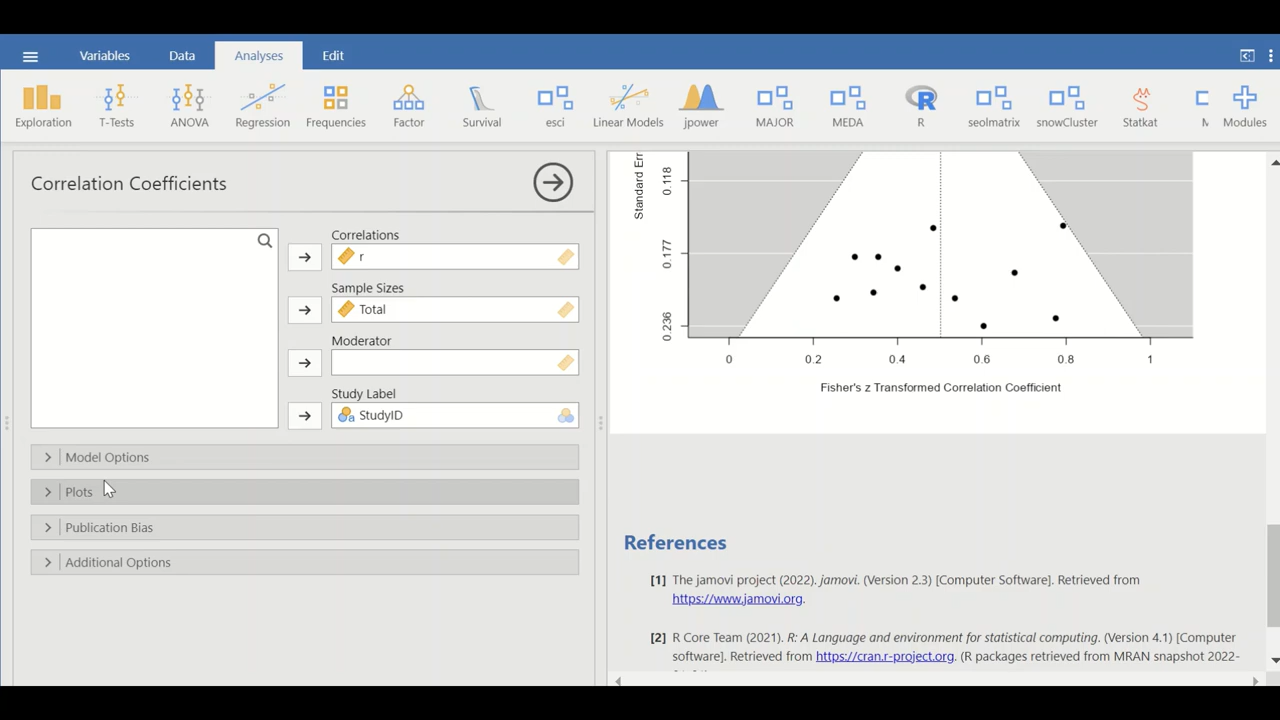 Variables
Data
Analyses
Edit
Exploration
T-Tests
ANOVA
Regression
Frequencies
Factor
Survival
esci
Linear Models
jpower
MAJOR
MEDA
R
seolmatrix
snowCluster
Statkat
M
Modules
Correlation Coefficients
Correlations
r
Sample Sizes
Total
Moderator
Study Label
a StudyID
Model Options
Plots
Publication Bias
Additional Options
Standard Err
0.118
0.177
0.236
0 0.2 0.4 0.6 0.8 1
Fisher's z Transformed Correlation Coefficient
References
[1] The jamovi project (2022). jamovi. (Version 2.3) [Computer Software]. Retrieved from
https://www.jamovi.org.
[2] R Core Team (2021). R: A Language and environment for statistical computing. (Version 4.1) [Computer
software]. Retrieved from https://cran.r-project.org. (R packages retrieved from MRAN snapshot 2022-